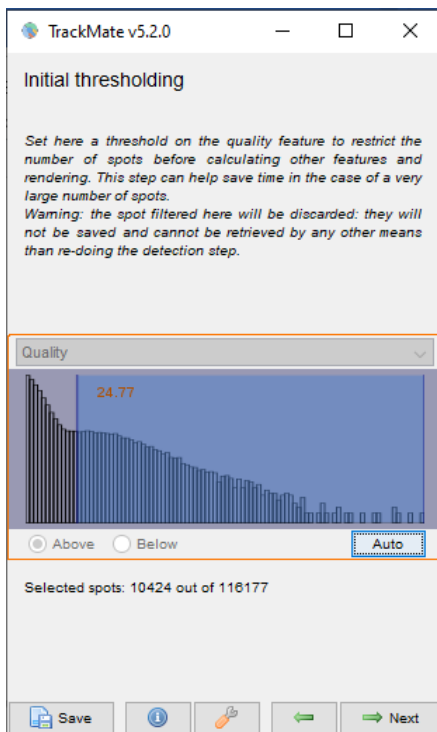 TrackMate v5.2.0
Initial thresholding
Set here a threshold on the quality feature to restrict the
number of spots before calculating other features and
rendering. This step can help save time in the case of a very
large number of spots.
Warning: the spot filtered here will be discarded: they will
not be saved and cannot be retrieved by any other means
than re-doing the detection step.
Quality
24.77
Above Below Auto
Selected spots: 10424 out of 116177
Save Next